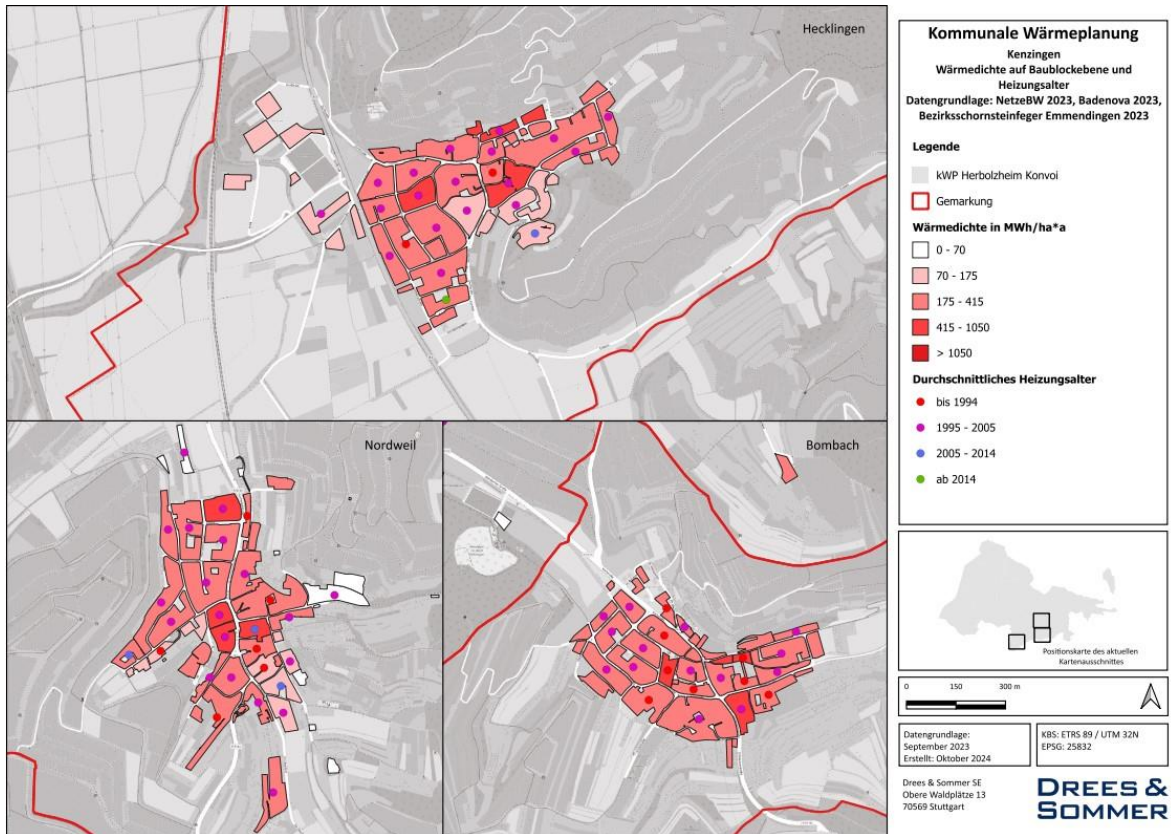 Hecklingen
Nordweil
Bombach
Kommunale Wärmeplanung
Kenzingen
Wärmedichte auf Baublockebene und
Heizungsalter
Datengrundlage: NetzeBW 2023, Badenova 2023,
Bezirksschornsteinfeger Emmendingen 2023
Legende
kWP Herbolzheim Konvoi
Gemarkung
Wärmedichte in MWh/ha*a
0 - 70
70 - 175
175 - 415
415 - 1050
> 1050
Durchschnittliches Heizungsalter
bis 1994
1995 - 2005
2005 - 2014
ab 2014
Positionskarte des aktuellen
Kartenausschnittes
0 150 300 m
Datengrundlage:
September 2023
Erstellt: Oktober 2024
KBS: ETRS 89 / UTM 32N
EPSG: 25832
Drees & Sommer SE
Obere Waldplätze 13
70569 Stuttgart
DREES &
SOMMER